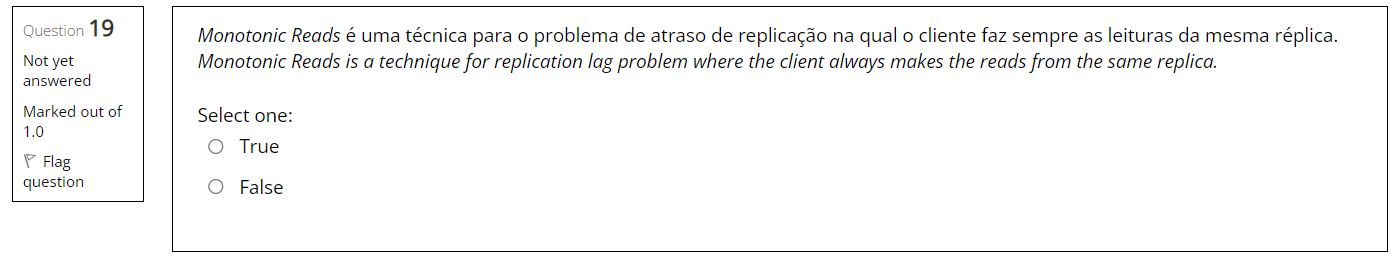 Question 19
Not yet
answered
Marked out of
1.0
Flag
question
Monotonic Reads é uma técnica para o problema de atraso de replicação na qual o cliente faz sempre as leituras da mesma réplica.
Monotonic Reads is a technique for replication lag problem where the client always makes the reads from the same replica.
Select one:
True
False